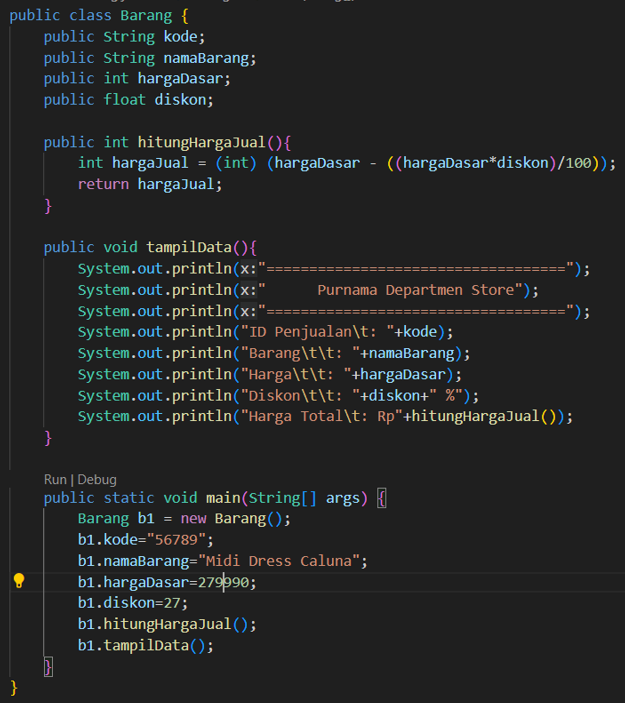 public class Barang {
public String kode;
public String namaBarang;
public int hargaDasar;
public float diskon;
public int hitungHargaJual(){
int hargaJual = (int) (hargaDasar - ((hargaDasar*diskon)/100));
return hargaJual;
}
public void tampilData(){
System.out.println(x:"===================================");
System.out.println(x:"      Purnama Departmen Store");
System.out.println(x:"===================================");
System.out.println("ID Penjualan\t: "+kode);
System.out.println("Barang\t\t: "+namaBarang);
System.out.println("Harga\t\t: "+hargaDasar);
System.out.println("Diskon\t\t: "+diskon+" %");
System.out.println("Harga Total\t: Rp"+hitungHargaJual());
}
Run | Debug
public static void main(String[] args) {
Barang b1 = new Barang();
b1.kode="56789";
b1.namaBarang="Midi Dress Caluna";
b1.hargaDasar=279990;
b1.diskon=27;
b1.hitungHargaJual();
b1.tampilData();
}
}